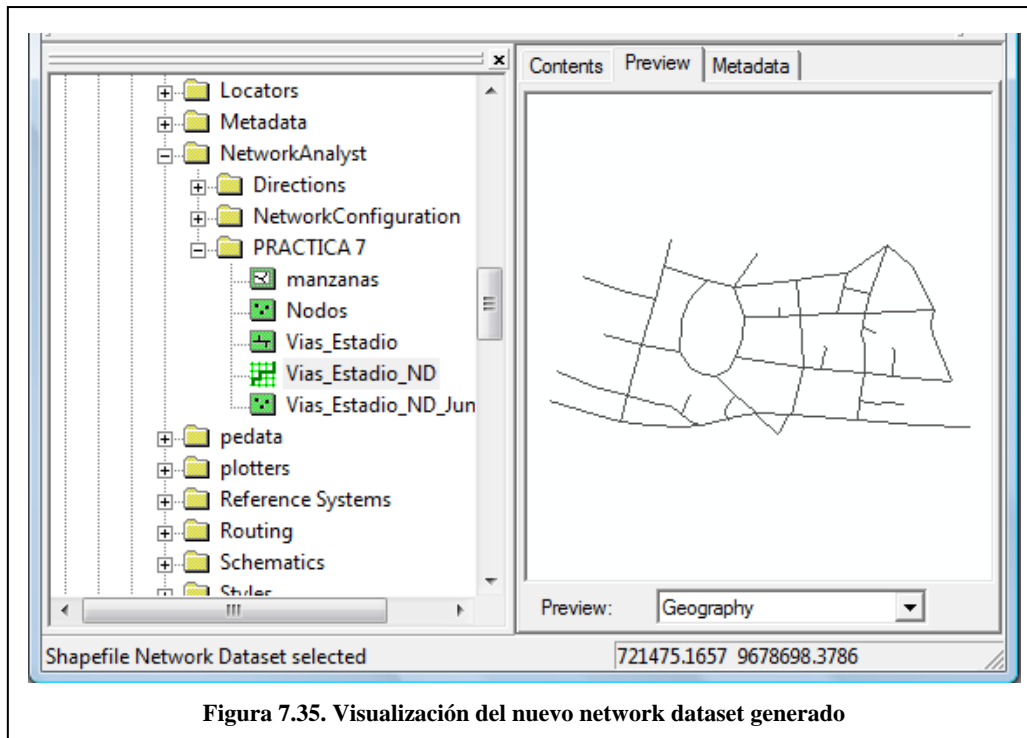 Locators
Metadata
NetworkAnalyst
Directions
NetworkConfiguration
PRACTICA 7
manzanas
Nodos
Vias_Estadio
Vias_Estadio_ND
Vias_Estadio_ND_Jun
pedata
plotters
Reference Systems
Routing
Schematics
Styles
Contents Preview Metadata
Preview: Geography
Shapefile Network Dataset selected 721475.1657 9678698.3786
Figura 7.35. Visualización del nuevo network dataset generado